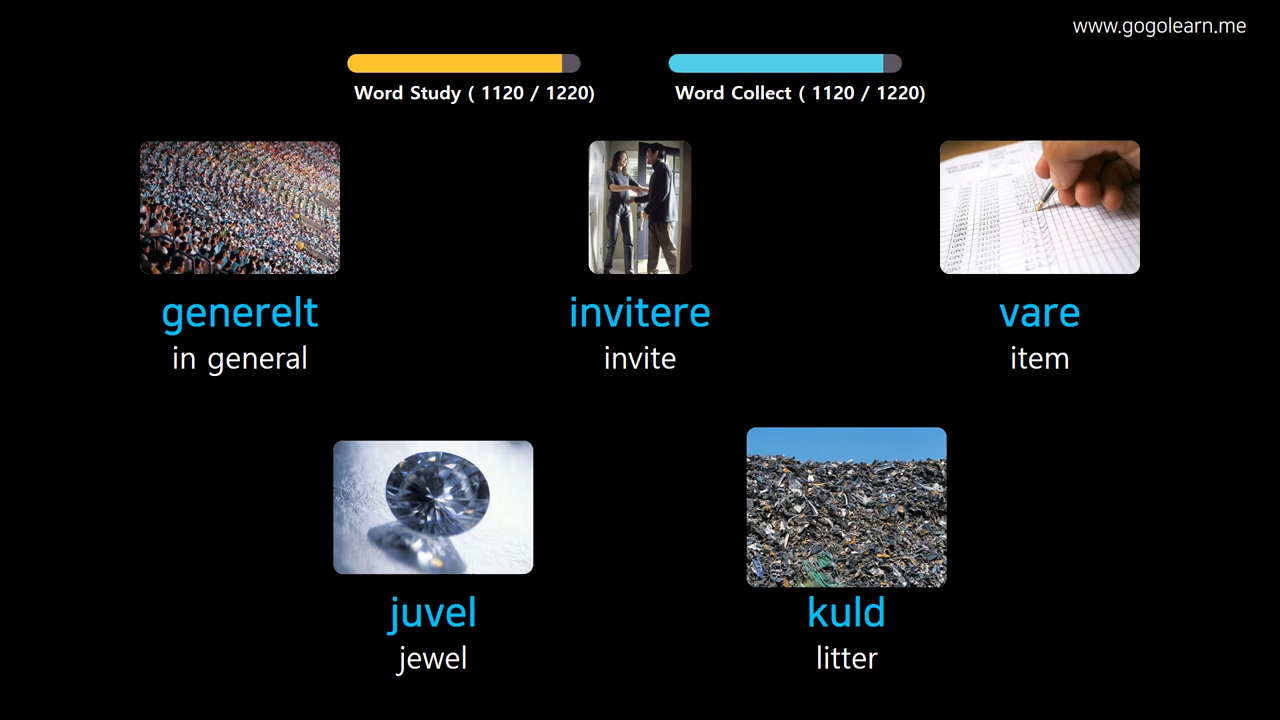 www.gogolearn.me
Word Study ( 1120 / 1220)
Word Collect ( 1120 / 1220)
generelt
in general
invitere
invite
vare
item
juvel
jewel
kuld
litter